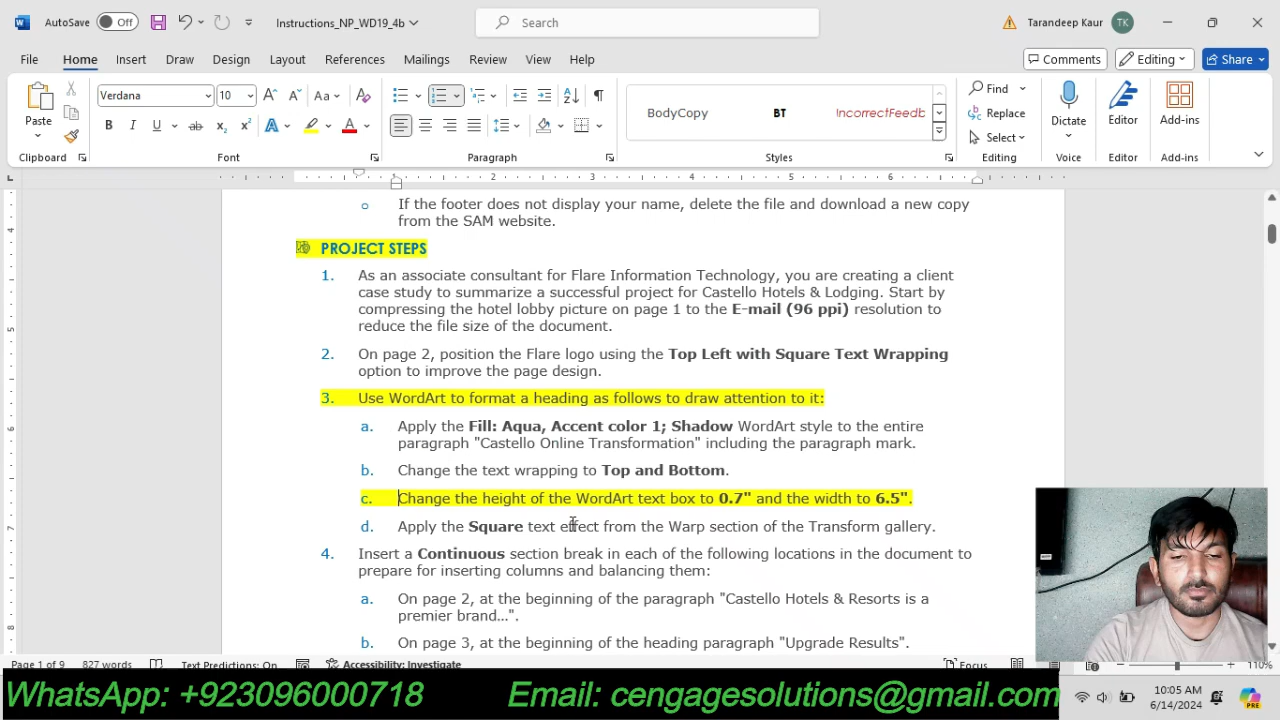 AutoSave Off Instructions_NP_WD19_4b Search Tarandeep Kaur TK
File Home Insert Draw Design Layout References Mailings Review View Help Comments Editing Share
Paste Verdana 10 Aa BodyCopy BT IncorrectFeedb Find Replace Select Dictate Editor Add-ins
Clipboard Font Paragraph Styles Editing Voice Editor Add-ins
1 2 3 4 5 6
o If the footer does not display your name, delete the file and download a new copy
from the SAM website.
PROJECT STEPS
1. As an associate consultant for Flare Information Technology, you are creating a client
case study to summarize a successful project for Castello Hotels & Lodging. Start by
compressing the hotel lobby picture on page 1 to the E-mail (96 ppi) resolution to
reduce the file size of the document.
2. On page 2, position the Flare logo using the Top Left with Square Text Wrapping
option to improve the page design.
3. Use WordArt to format a heading as follows to draw attention to it:
a. Apply the Fill: Aqua, Accent color 1; Shadow WordArt style to the entire
paragraph "Castello Online Transformation" including the paragraph mark.
b. Change the text wrapping to Top and Bottom.
c. Change the height of the WordArt text box to 0.7" and the width to 6.5".
d. Apply the Square text effect from the Warp section of the Transform gallery.
4. Insert a Continuous section break in each of the following locations in the document to
prepare for inserting columns and balancing them:
a. On page 2, at the beginning of the paragraph "Castello Hotels & Resorts is a
premier brand…".
b. On page 3, at the beginning of the heading paragraph "Upgrade Results".
Page 1 of 9 827 words Text Predictions: On Accessibility: Investigate Focus 110%
WhatsApp: +923096000718 Email: cengagesolutions@gmail.com
10:05 AM
6/14/2024